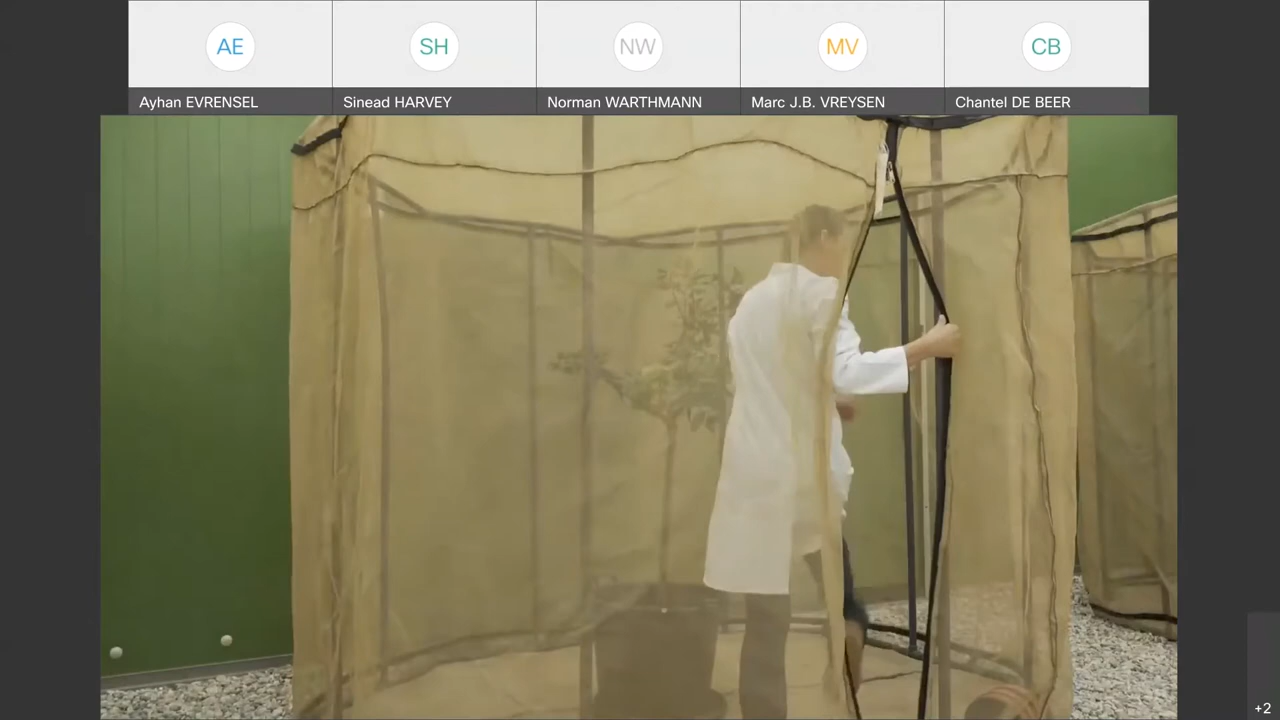 AE
SH
NW
MV
CB
Ayhan EVRENSEL
Sinead HARVEY
Norman WARTHMANN
Marc J.B. VREYSEN
Chantel DE BEER
+2